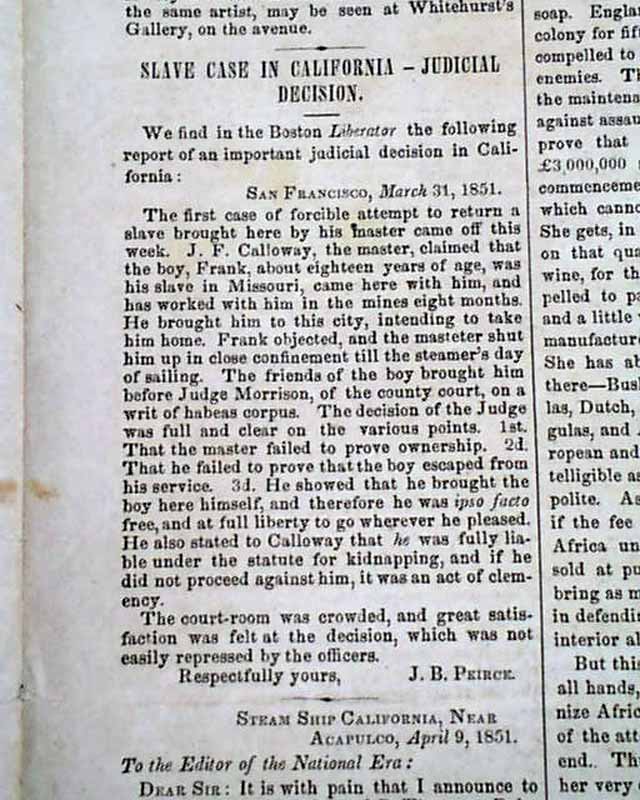 the same artist, may be seen at Whitehurst's
Gallery, on the avenue.
SLAVE CASE IN CALIFORNIA – JUDICIAL
DECISION.
We find in the Boston Liberator the following
report of an important judicial decision in Cali-
fornia:
SAN FRANCISCO, March 31, 1851.
The first case of forcible attempt to return a
slave brought here by his master came off this
week. J. F. Calloway, the master, claimed that
the boy, Frank, about eighteen years of age, was
his slave in Missouri, came here with him, and
has worked with him in the mines eight months.
He brought him to this city, intending to take
him home. Frank objected, and the masteter shut
him up in close confinement till the steamer's day
of sailing. The friends of the boy brought him
before Judge Morrison, of the county court, on a
writ of habeas corpus. The decision of the Judge
was full and clear on the various points. 1st.
That the master failed to prove ownership. 2d.
That he failed to prove that the boy escaped from
his service. 3d. He showed that he brought the
boy here himself, and therefore he was ipso facto
free, and at full liberty to go wherever he pleased.
He also stated to Calloway that he was fully lia-
ble under the statute for kidnapping, and if he
did not proceed against him, it was an act of clem-
ency.
The court-room was crowded, and great satis-
faction was felt at the decision, which was not
easily repressed by the officers.
Respectfully yours, J. B. PEIRCE.
STEAM SHIP CALIFORNIA, NEAR
ACAPULCO, April 9, 1851.
To the Editor of the National Era:
DEAR SIR: It is with pain that I announce to
soap. Englan
colony for fif
compelled to
enemies. Th
the maintena
against assau
prove that
£3,000,000
commenceme
which canno
She gets, in
on that qua
wine, for th
pelled to pa
and a little
manufacture
She has ab
there—Bush
las, Dutch,
gulas, and
ropean and
telligible as
polite. As
if the fee
Africa un
sold at pu
bring as m
in defendin
interior al
But this
all hands,
nize Afric
of the att
end. Th
her very